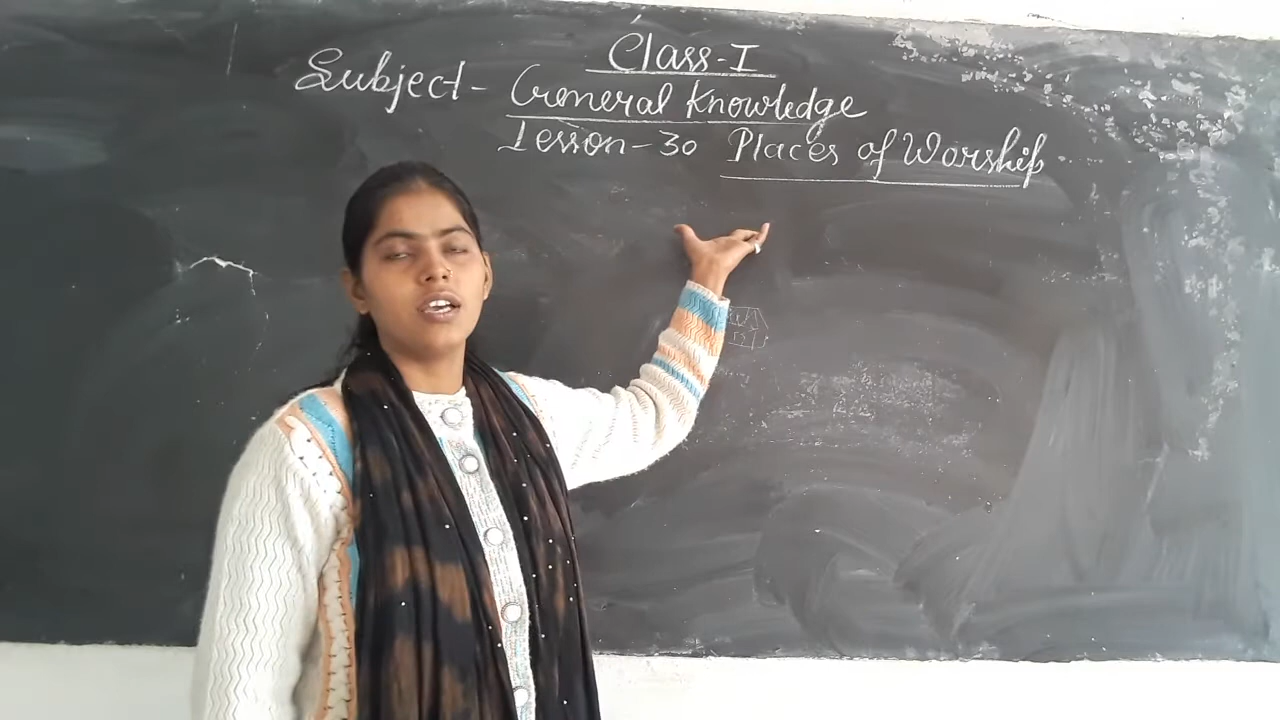 Class-I
Subject- General Knowledge
Lesson-30 Places of Worship